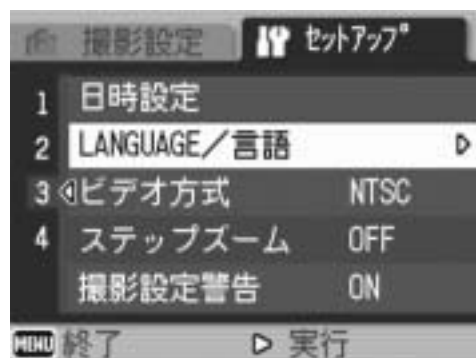 撮影設定 セットアップ
1 日時設定
2 LANGUAGE／言語
3 ビデオ方式 NTSC
4 ステップズーム OFF
撮影設定警告 ON
MENU 終了 実行